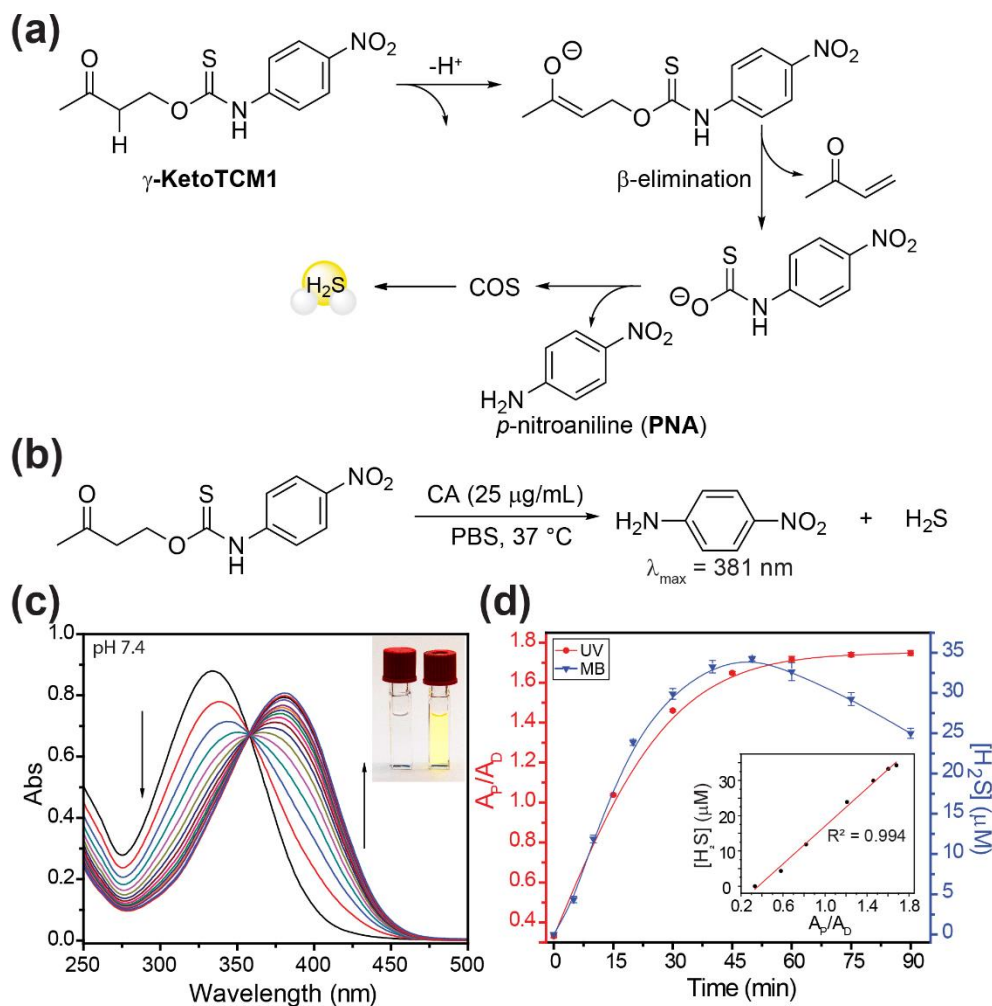 (a)
O
H
O
S
N
H
NO₂
γ-KetoTCM1
-H⁺
⊖
O
O
S
N
H
NO₂
β-elimination
O
S
⊖
O
N
H
NO₂
COS
H₂S
H₂N
NO₂
p-nitroaniline (PNA)
(b)
O
O
S
N
H
NO₂
CA (25 μg/mL)
PBS, 37 °C
H₂N
NO₂
+ H₂S
λmax = 381 nm
(c)
pH 7.4
1.0
0.8
0.6
0.4
0.2
0.0
Abs
250 300 350 400 450 500
Wavelength (nm)
(d)
UV
MB
1.8
1.6
1.4
1.2
1.0
0.8
0.6
0.4
A_P/A_D
35
30
25
20
15
10
5
0
[H₂S] (μM)
0 15 30 45 60 75 90
Time (min)
30
20
10
0
[H₂S] (μM)
R² = 0.994
0.2 0.6 1.0 1.4 1.8
A_P/A_D